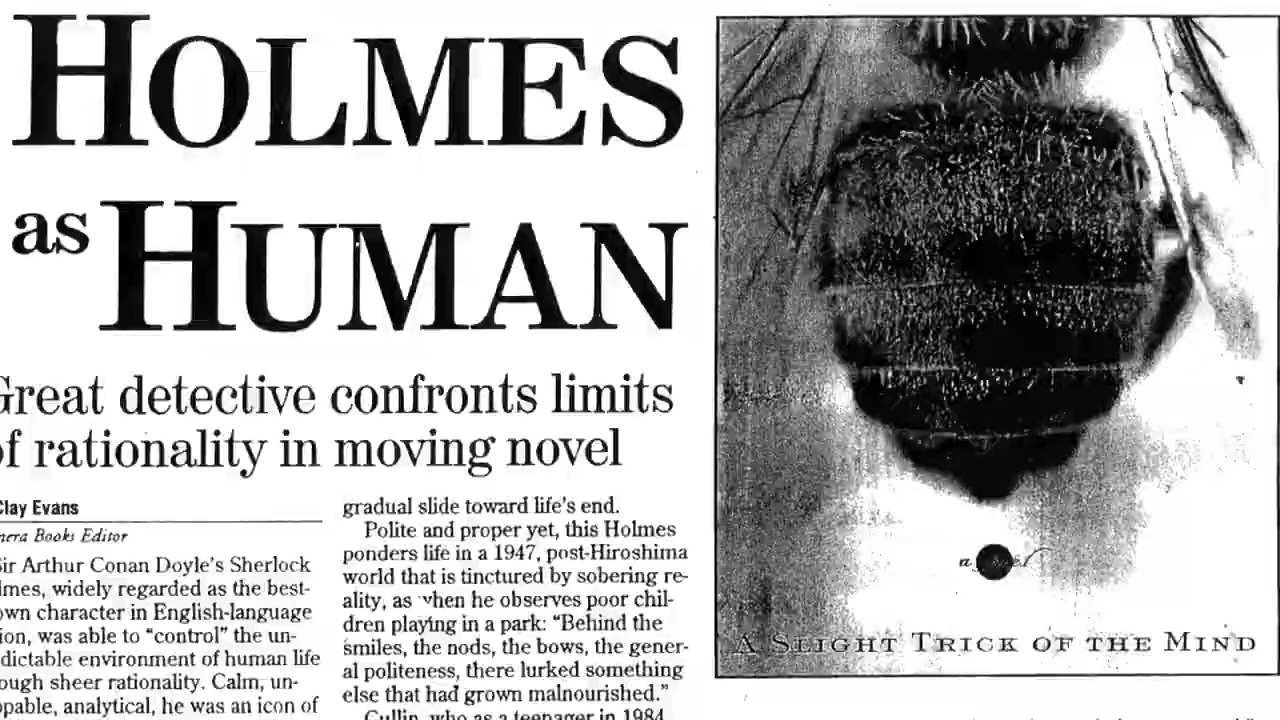 HOLMES
as HUMAN
Great detective confronts limits
of rationality in moving novel
Clay Evans
Books Editor
Sir Arthur Conan Doyle's Sherlock
widely regarded as the best-
character in English-language
was able to "control" the un-
environment of human life
sheer rationality. Calm, un-
analytical, he was an icon of
gradual slide toward life's end.
Polite and proper yet, this Holmes
ponders life in a 1947, post-Hiroshima
world that is tinctured by sobering re-
ality, as when he observes poor chil-
dren playing in a park: "Behind the
smiles, the nods, the bows, the gener-
al politeness, there lurked something
else that had grown malnourished."
Cullin, who as a teenager in 1984
a novel
A SLIGHT TRICK OF THE MIND